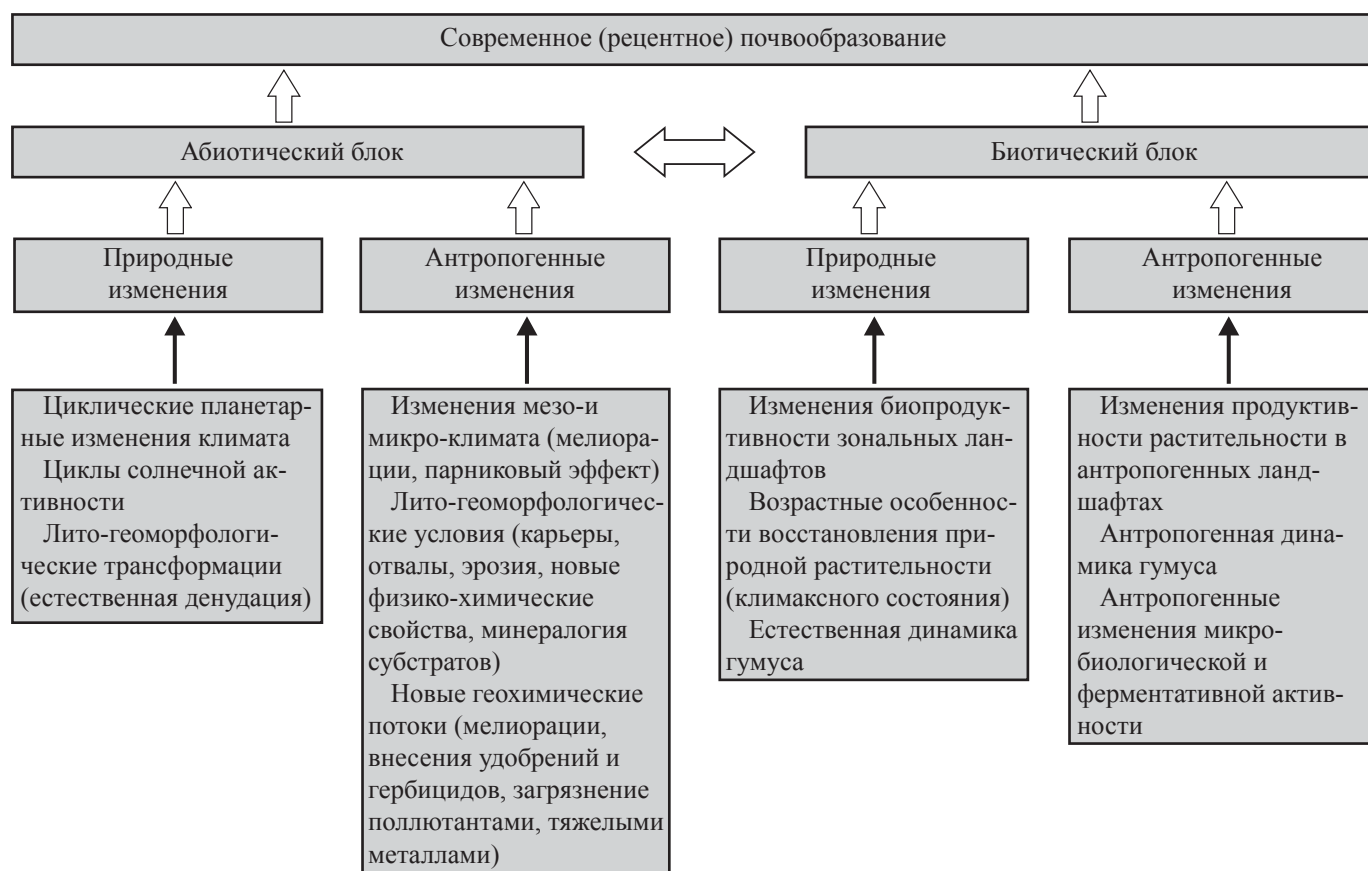 Современное (рецентное) почвообразование
Абиотический блок
Биотический блок
Природные
изменения
Антропогенные
изменения
Природные
изменения
Антропогенные
изменения
Циклические планетар-
ные изменения климата
Циклы солнечной ак-
тивности
Лито-геоморфологи-
ческие трансформации
(естественная денудация)
Изменения мезо-и
микро-климата (мелиора-
ции, парниковый эффект)
Лито-геоморфологичес-
кие условия (карьеры,
отвалы, эрозия, новые
физико-химические
свойства, минералогия
субстратов)
Новые геохимические
потоки (мелиорации,
внесения удобрений и
гербицидов, загрязнение
поллютантами, тяжелыми
металлами)
Изменения биопродук-
тивности зональных лан-
дшафтов
Возрастные особеннос-
ти восстановления при-
родной растительности
(климаксного состояния)
Естественная динамика
гумуса
Изменения продуктив-
ности растительности в
антропогенных ланд-
шафтах
Антропогенная дина-
мика гумуса
Антропогенные
изменения микро-
биологической и
ферментативной актив-
ности